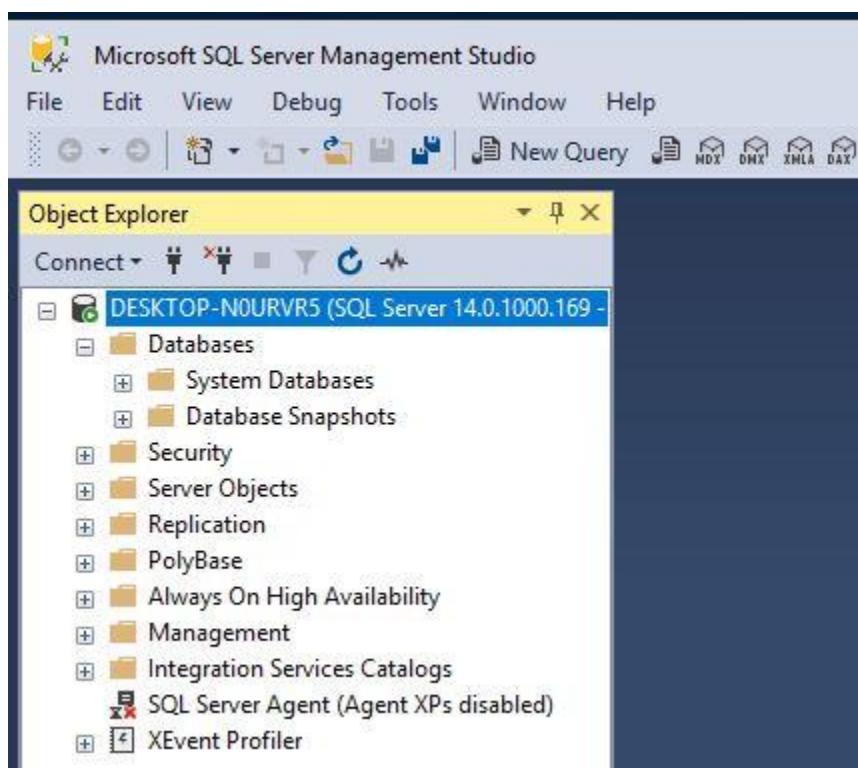 Microsoft SQL Server Management Studio
File Edit View Debug Tools Window Help
New Query MDX DMX XMLA DAX
Object Explorer
Connect
DESKTOP-N0URVR5 (SQL Server 14.0.1000.169 -
Databases
System Databases
Database Snapshots
Security
Server Objects
Replication
PolyBase
Always On High Availability
Management
Integration Services Catalogs
SQL Server Agent (Agent XPs disabled)
XEvent Profiler